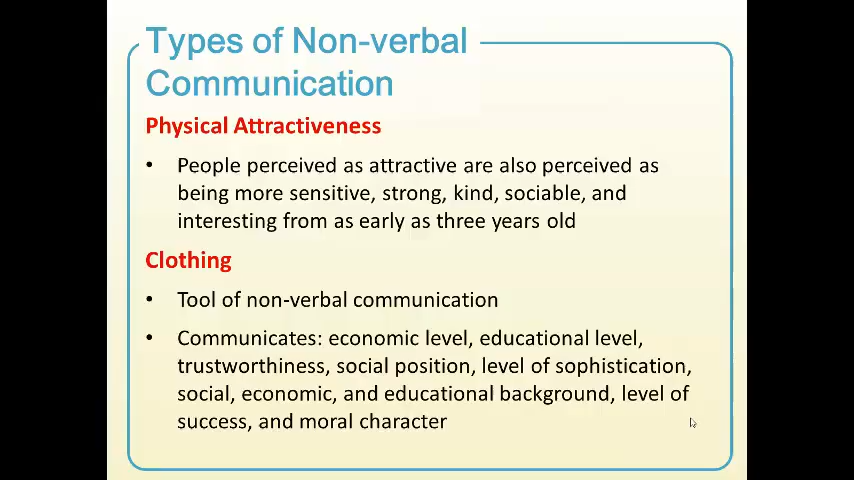 Types of Non-verbal
Communication
Physical Attractiveness
• People perceived as attractive are also perceived as
being more sensitive, strong, kind, sociable, and
interesting from as early as three years old
Clothing
• Tool of non-verbal communication
• Communicates: economic level, educational level,
trustworthiness, social position, level of sophistication,
social, economic, and educational background, level of
success, and moral character